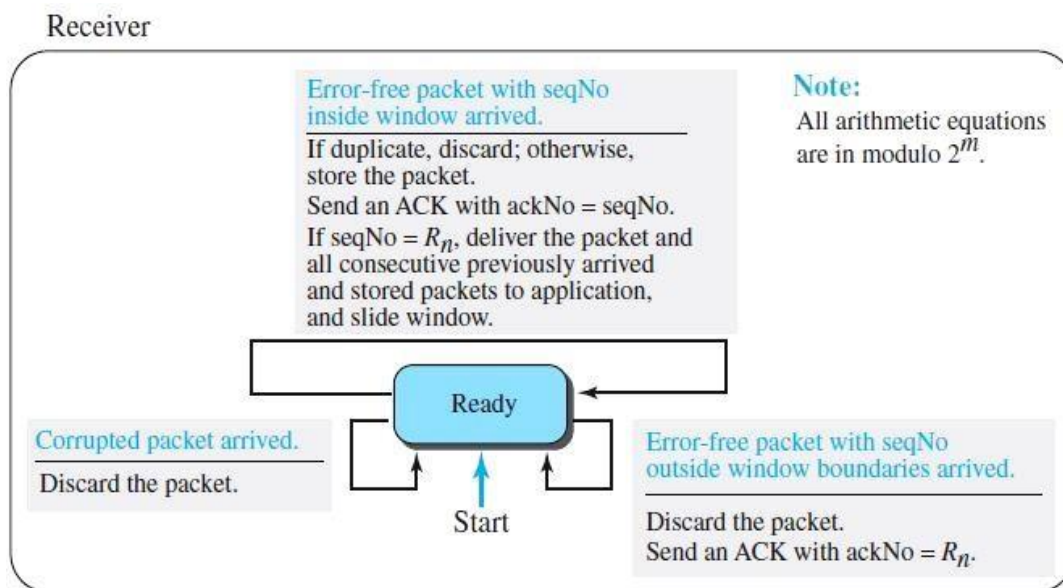 Receiver
Error-free packet with seqNo
inside window arrived.
If duplicate, discard; otherwise,
store the packet.
Send an ACK with ackNo = seqNo.
If seqNo = Rn, deliver the packet and
all consecutive previously arrived
and stored packets to application,
and slide window.
Note:
All arithmetic equations
are in modulo 2^m.
Ready
Corrupted packet arrived.
Discard the packet.
Start
Error-free packet with seqNo
outside window boundaries arrived.
Discard the packet.
Send an ACK with ackNo = Rn.